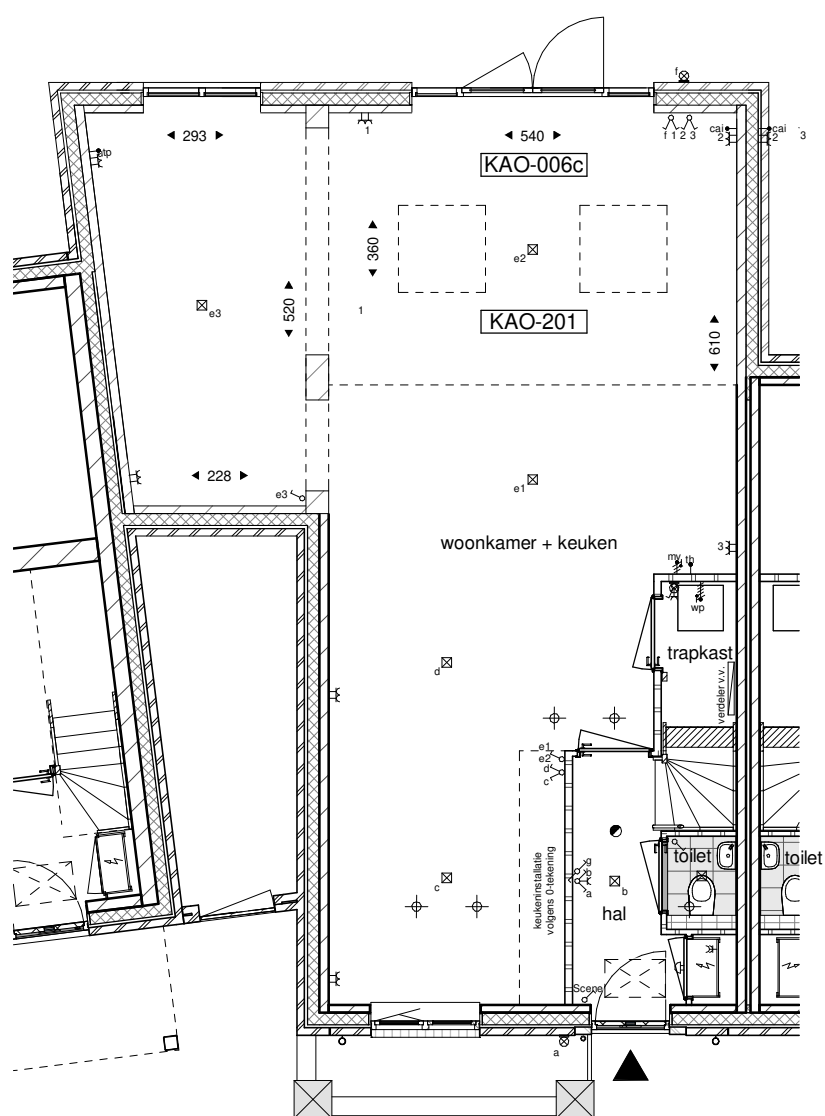 f
1
f 1 2 3
cai
2
cai
2
3
tp
293
540
KAO-006c
360
e2
520
e3
1
KAO-201
610
228
e3
e1
woonkamer + keuken
3
mv
th
wp
trapkast
verdeler v.v.
d
e1
e2
d
c
toilet
toilet
g
b
a
c
b
keukeninstallatie
volgens 0-tekening
hal
Scene
a